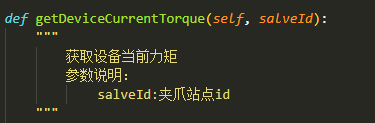 def getDeviceCurrentTorque(self, salveId):
"""
获取设备当前力矩
参数说明：
salveId:夹爪站点id
"""